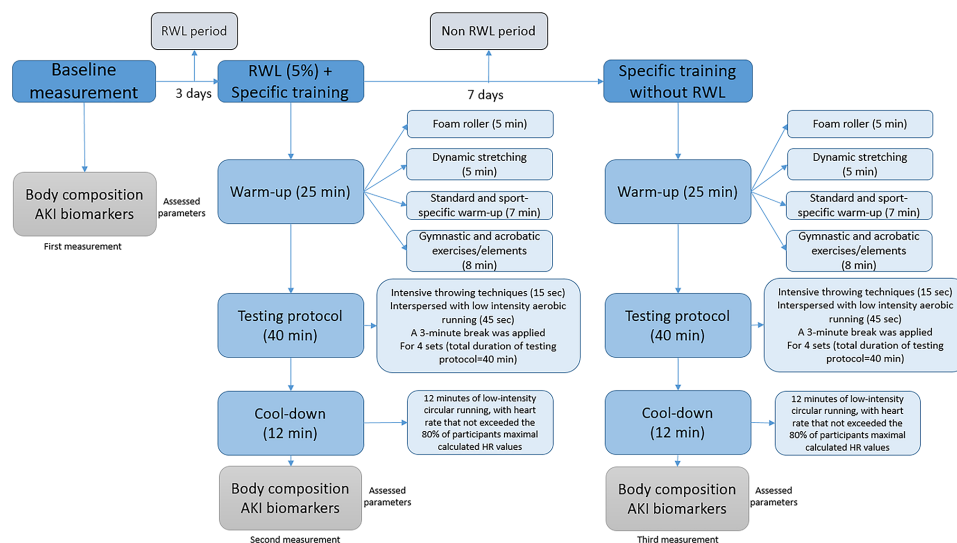 RWL period
Non RWL period
Baseline
measurement
3 days
RWL (5%) +
Specific training
7 days
Specific training
without RWL
Body composition
AKI biomarkers
Assessed
parameters
First measurement
Warm-up (25 min)
Foam roller (5 min)
Dynamic stretching
(5 min)
Standard and sport-
specific warm-up (7 min)
Gymnastic and acrobatic
exercises/elements
(8 min)
Testing protocol
(40 min)
Intensive throwing techniques (15 sec)
Interspersed with low intensity aerobic
running (45 sec)
A 3-minute break was applied
For 4 sets (total duration of testing
protocol=40 min)
Cool-down
(12 min)
12 minutes of low-intensity
circular running, with heart
rate that not exceeded the
80% of participants maximal
calculated HR values
Body composition
AKI biomarkers
Assessed
parameters
Second measurement
Warm-up (25 min)
Foam roller (5 min)
Dynamic stretching
(5 min)
Standard and sport-
specific warm-up (7 min)
Gymnastic and acrobatic
exercises/elements
(8 min)
Testing protocol
(40 min)
Intensive throwing techniques (15 sec)
Interspersed with low intensity aerobic
running (45 sec)
A 3-minute break was applied
For 4 sets (total duration of testing
protocol=40 min)
Cool-down
(12 min)
12 minutes of low-intensity
circular running, with heart
rate that not exceeded the
80% of participants maximal
calculated HR values
Body composition
AKI biomarkers
Assessed
parameters
Third measurement